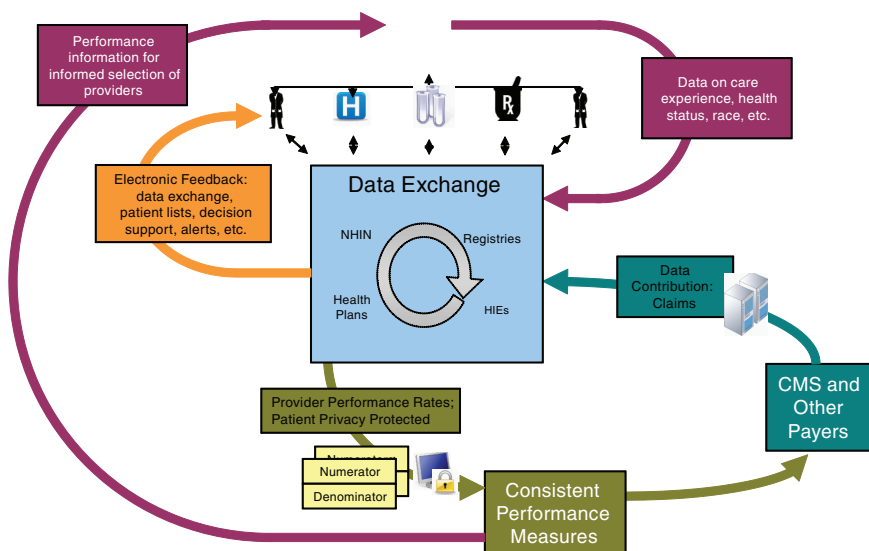 Performance
information for
informed selection of
providers
Data on care
experience, health
status, race, etc.
H
Rx
Electronic Feedback:
data exchange,
patient lists, decision
support, alerts, etc.
Data Exchange
NHIN
Registries
Health
Plans
HIEs
Data
Contribution:
Claims
CMS and
Other
Payers
Provider Performance Rates;
Patient Privacy Protected
Numerator
Denominator
Consistent
Performance
Measures